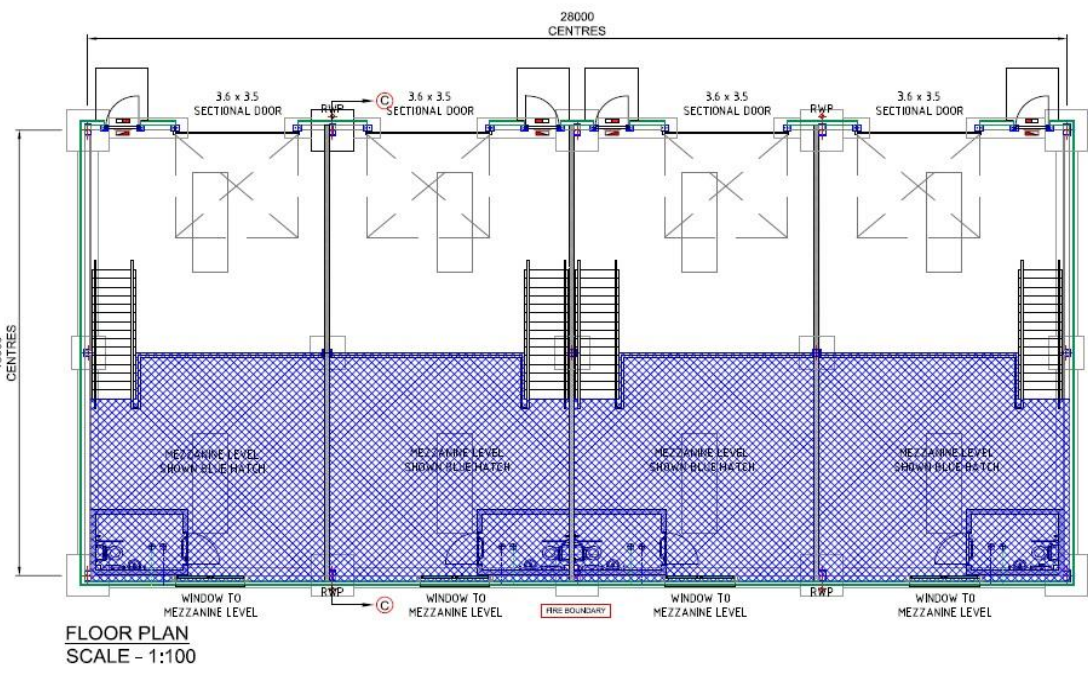 28000
CENTRES
3.6 x 3.5
SECTIONAL DOOR
RWP
C
3.6 x 3.5
SECTIONAL DOOR
3.6 x 3.5
SECTIONAL DOOR
RWP
3.6 x 3.5
SECTIONAL DOOR
CENTRES
MEZZANINE LEVEL
SHOWN BLUE HATCH
MEZZANINE LEVEL
SHOWN BLUE HATCH
MEZZANINE LEVEL
SHOWN BLUE HATCH
MEZZANINE LEVEL
SHOWN BLUE HATCH
WINDOW TO
MEZZANINE LEVEL
RWP
C
WINDOW TO
MEZZANINE LEVEL
FIRE BOUNDARY
WINDOW TO
MEZZANINE LEVEL
RWP
WINDOW TO
MEZZANINE LEVEL
FLOOR PLAN
SCALE - 1:100